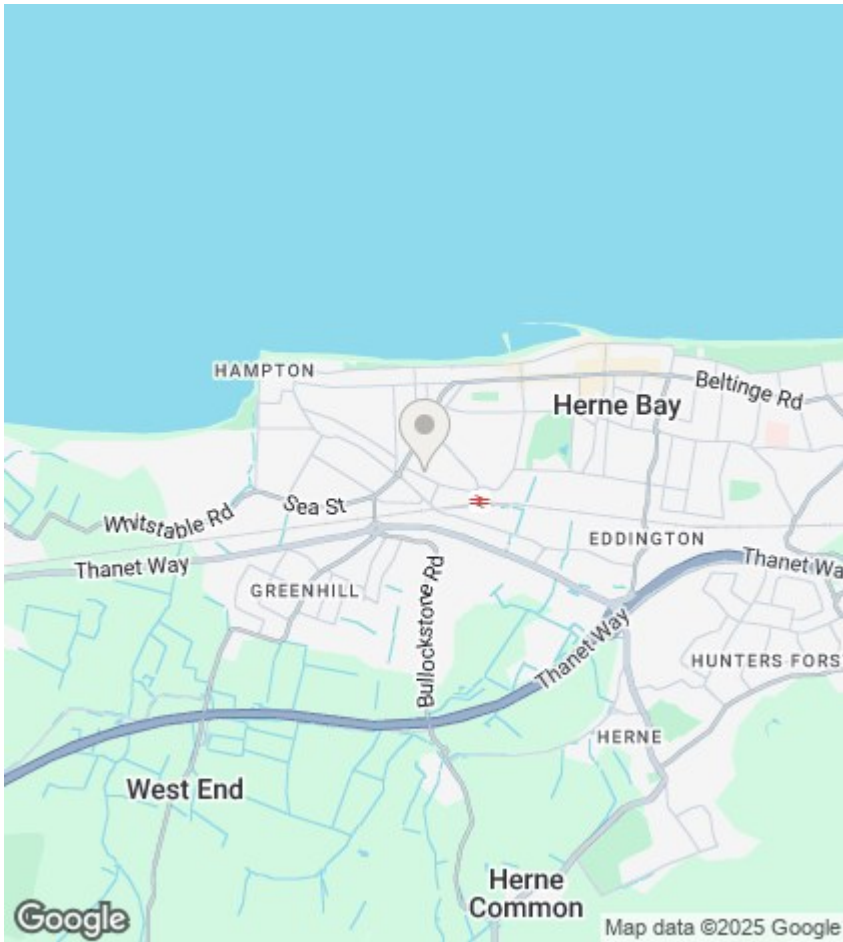 HAMPTON
Beltinge Rd
Herne Bay
Sea St
Whitstable Rd
EDDINGTON
Thanet Way
Thanet Wa
GREENHILL
Bullockstone Rd
Thanet Way
HUNTERS FORS
HERNE
West End
Herne
Common
Google
Map data ©2025 Google